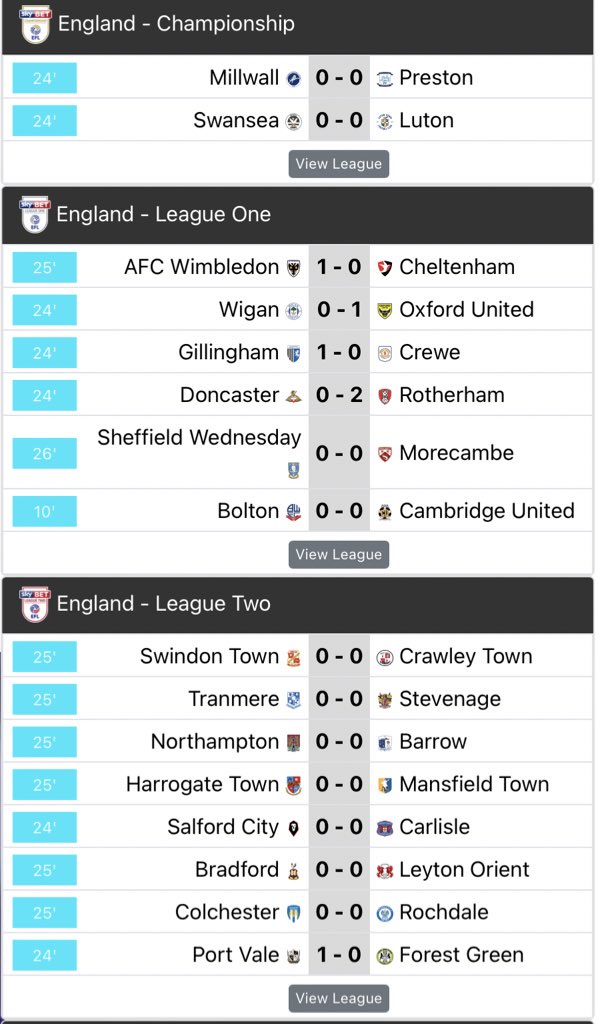 England - Championship
24' Millwall 0 - 0 Preston
24' Swansea 0 - 0 Luton
View League
England - League One
25' AFC Wimbledon 1 - 0 Cheltenham
24' Wigan 0 - 1 Oxford United
24' Gillingham 1 - 0 Crewe
24' Doncaster 0 - 2 Rotherham
26' Sheffield Wednesday 0 - 0 Morecambe
10' Bolton 0 - 0 Cambridge United
View League
England - League Two
25' Swindon Town 0 - 0 Crawley Town
25' Tranmere 0 - 0 Stevenage
25' Northampton 0 - 0 Barrow
25' Harrogate Town 0 - 0 Mansfield Town
24' Salford City 0 - 0 Carlisle
25' Bradford 0 - 0 Leyton Orient
25' Colchester 0 - 0 Rochdale
24' Port Vale 1 - 0 Forest Green
View League